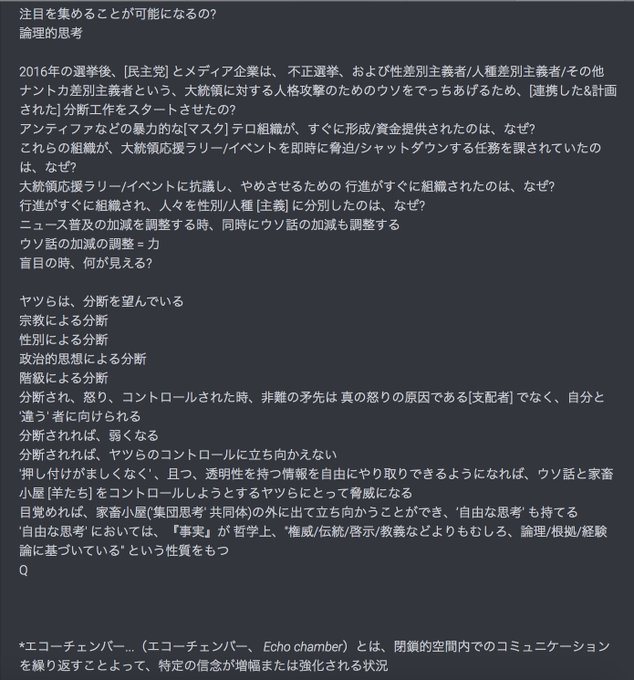 注目を集めることが可能になるの?
論理的思考
2016年の選挙後、[民主党] とメディア企業は、 不正選挙、および性差別主義者/人種差別主義者/その他
ナントカ差別主義者という、大統領に対する人格攻撃のためのウソをでっちあげるため、[連携した&計画
された] 分断工作をスタートさせたの?
アンティファなどの暴力的な[マスク] テロ組織が、すぐに形成/資金提供されたのは、なぜ?
これらの組織が、大統領応援ラリー/イベントを即時に脅迫/シャットダウンする任務を課されていたの
は、なぜ?
大統領応援ラリー/イベントに抗議し、やめさせるための 行進がすぐに組織されたのは、なぜ?
行進がすぐに組織され、人々を性別/人種 [主義] に分別したのは、なぜ?
ニュース普及の加減を調整する時、同時にウソ話の加減も調整する
ウソ話の加減の調整 = 力
盲目の時、何が見える?
ヤツらは、分断を望んでいる
宗教による分断
性別による分断
政治的思想による分断
階級による分断
分断され、怒り、コントロールされた時、非難の矛先は 真の怒りの原因である[支配者] でなく、自分と
'違う' 者に向けられる
分断されれば、弱くなる
分断されれば、ヤツらのコントロールに立ち向かえない
'押し付けがましくなく' 、且つ、透明性を持つ情報を自由にやり取りできるようになれば、ウソ話と家畜
小屋 [羊たち] をコントロールしようとするヤツらにとって脅威になる
目覚めれば、家畜小屋('集団思考' 共同体)の外に出て立ち向かうことができ、'自由な思考' も持てる
'自由な思考' においては、『事実』が 哲学上、"権威/伝統/啓示/教義などよりもむしろ、論理/根拠/経験
論に基づいている" という性質をもつ
Q
*エコーチェンバー...（エコーチェンバー、 Echo chamber）とは、閉鎖的空間内でのコミュニケーション
を繰り返すことよって、特定の信念が増幅または強化される状況